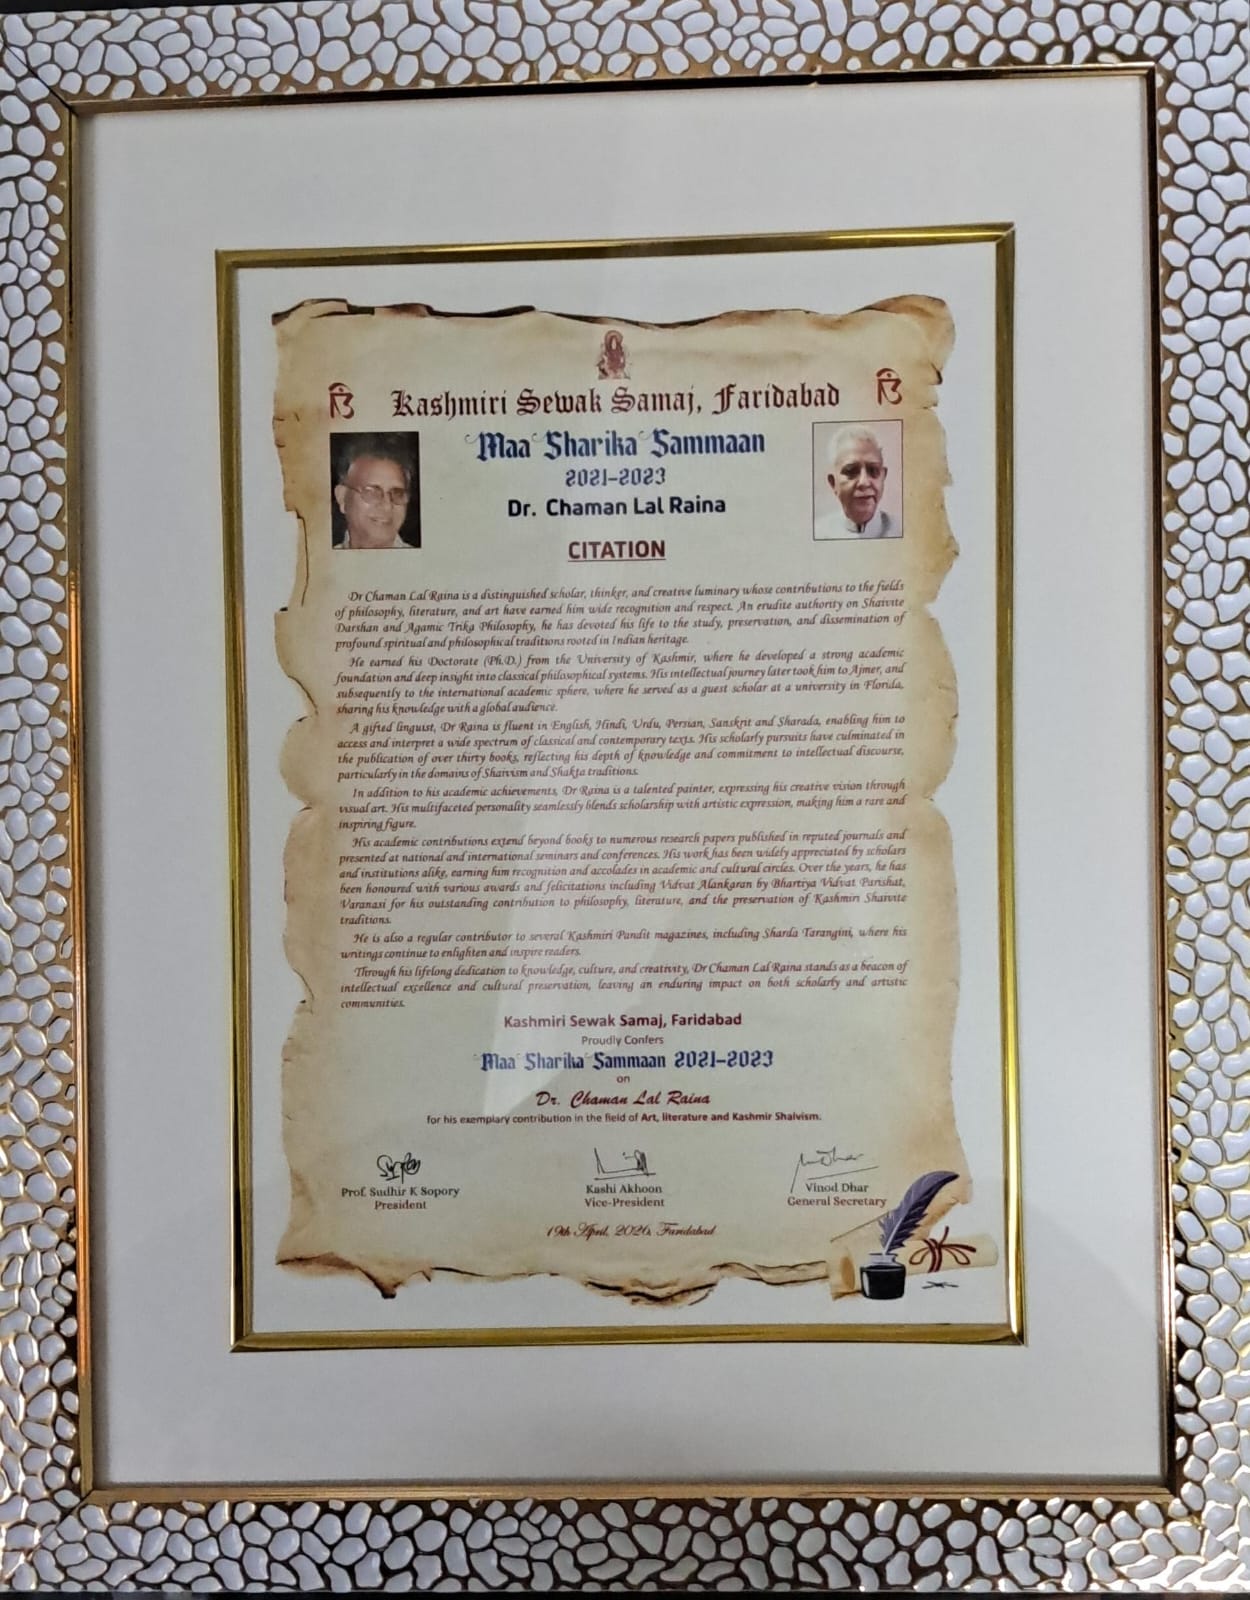 Kashmiri Sewak Samaj, Faridabad
Maa Sharika Sammaan
2021-2023
Dr. Chaman Lal Raina
CITATION
Dr Chaman Lal Raina is a distinguished scholar, thinker, and creative luminary whose contributions to the fields
of philosophy, literature, and art have earned him wide recognition and respect. An erudite authority on Shaivite
Darshan and Agamic Trika Philosophy, he has devoted his life to the study, preservation, and dissemination of
profound spiritual and philosophical traditions rooted in Indian heritage.
He earned his Doctorate (Ph.D.) from the University of Kashmir, where he developed a strong academic
foundation and deep insight into classical philosophical systems. His intellectual journey later took him to Ajmer, and
subsequently to the international academic sphere, where he served as a guest scholar at a university in Florida,
sharing his knowledge with a global audience.
A gifted linguist, Dr Raina is fluent in English, Hindi, Urdu, Persian, Sanskrit and Sharada, enabling him to
access and interpret a wide spectrum of classical and contemporary texts. His scholarly pursuits have culminated in
the publication of over thirty books, reflecting his depth of knowledge and commitment to intellectual discourse,
particularly in the domains of Shaivism and Shakta traditions.
In addition to his academic achievements, Dr Raina is a talented painter, expressing his creative vision through
visual art. His multifaceted personality seamlessly blends scholarship with artistic expression, making him a rare and
inspiring figure.
His academic contributions extend beyond books to numerous research papers published in reputed journals and
presented at national and international seminars and conferences. His work has been widely appreciated by scholars
and institutions alike, earning him recognition and accolades in academic and cultural circles. Over the years, he has
been honoured with various awards and felicitations including Vidvat Alankaran by Bhartiya Vidvat Parishat,
Varanasi for his outstanding contribution to philosophy, literature, and the preservation of Kashmiri Shaivite
traditions.
He is also a regular contributor to several Kashmiri Pandit magazines, including Sharda Tarangini, where his
writings continue to enlighten and inspire readers.
Through his lifelong dedication to knowledge, culture, and creativity, Dr Chaman Lal Raina stands as a beacon of
intellectual excellence and cultural preservation, leaving an enduring impact on both scholarly and artistic
communities.
Kashmiri Sewak Samaj, Faridabad
Proudly Confers
Maa Sharika Sammaan 2021-2023
on
Dr. Chaman Lal Raina
for his exemplary contribution in the field of Art, literature and Kashmir Shaivism.
Prof. Sudhir K Sopory
President
Kashi Akhoon
Vice-President
Vinod Dhar
General Secretary
19th April, 2026, Faridabad